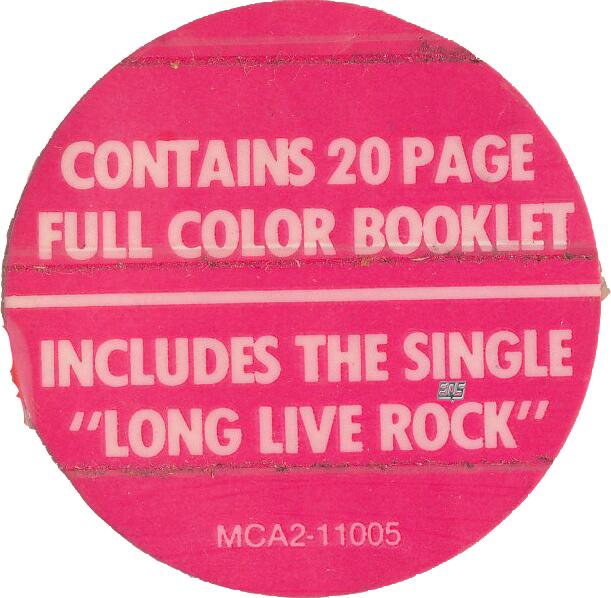 CONTAINS 20 PAGE
FULL COLOR BOOKLET
INCLUDES THE SINGLE
"LONG LIVE ROCK"
MCA2-11005